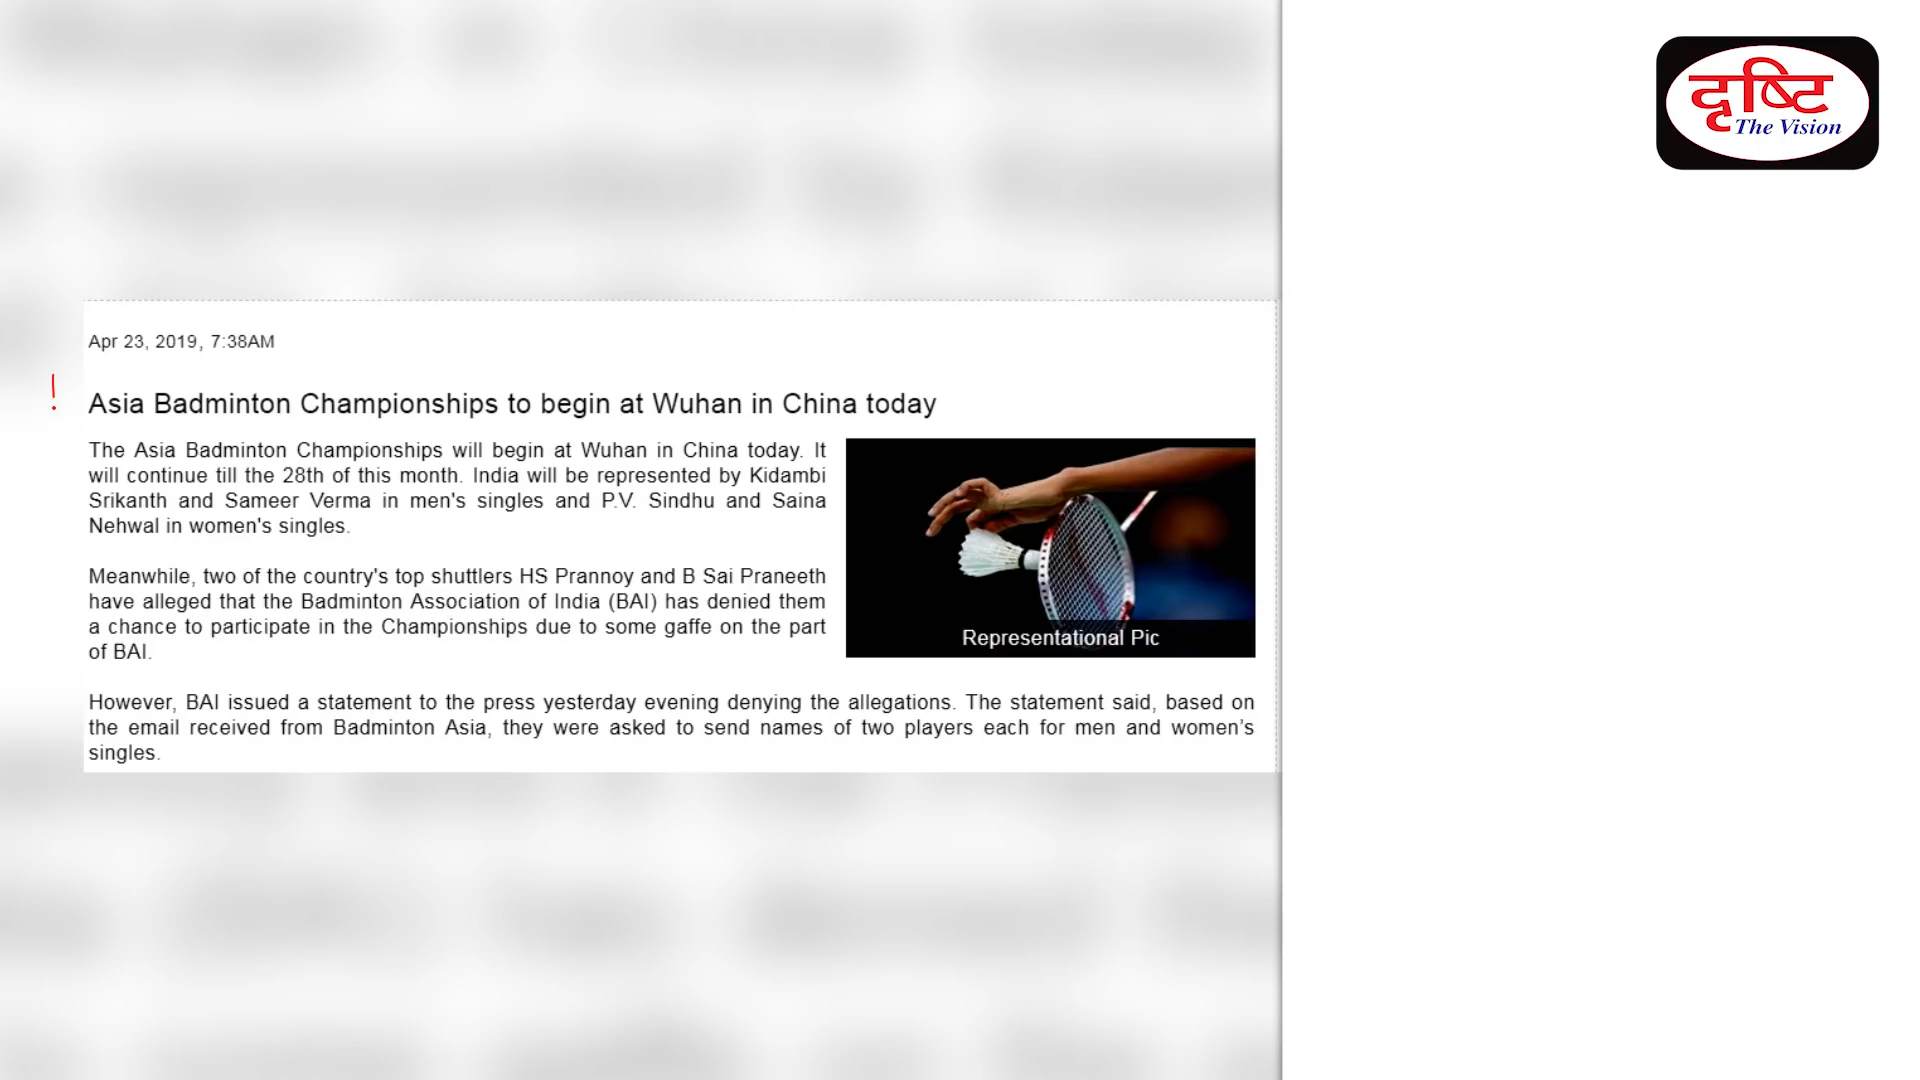 दृष्टि
The Vision
Apr 23, 2019, 7:38AM
!
Asia Badminton Championships to begin at Wuhan in China today
The Asia Badminton Championships will begin at Wuhan in China today. It
will continue till the 28th of this month. India will be represented by Kidambi
Srikanth and Sameer Verma in men's singles and P.V. Sindhu and Saina
Nehwal in women's singles.
Meanwhile, two of the country's top shuttlers HS Prannoy and B Sai Praneeth
have alleged that the Badminton Association of India (BAI) has denied them
a chance to participate in the Championships due to some gaffe on the part
of BAI.
Representational Pic
However, BAI issued a statement to the press yesterday evening denying the allegations. The statement said, based on
the email received from Badminton Asia, they were asked to send names of two players each for men and women’s
singles.